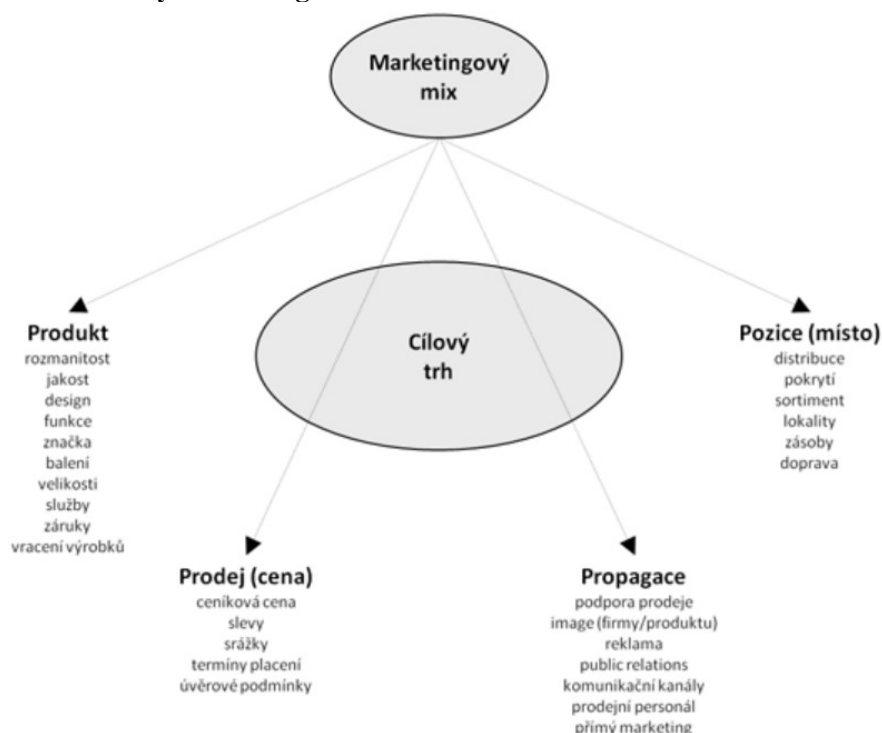 Marketingový
mix
Cílový
trh
Produkt
rozmanitost
jakost
design
funkce
značka
balení
velikosti
služby
záruky
vracení výrobků
Pozice (místo)
distribuce
pokrytí
sortiment
lokality
zásoby
doprava
Prodej (cena)
ceníková cena
slevy
srážky
termíny placení
úvěrové podmínky
Propagace
podpora prodeje
image (firmy/produktu)
reklama
public relations
komunikační kanály
prodejní personál
přímý marketing